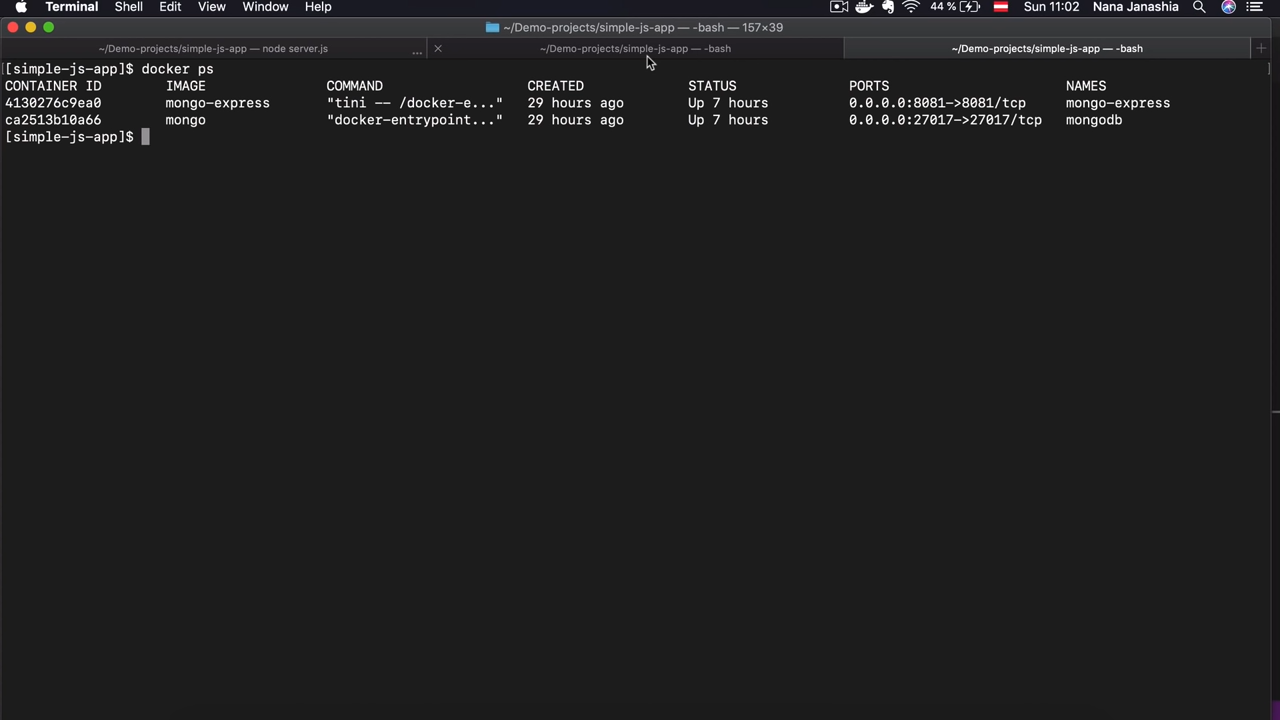 Terminal Shell Edit View Window Help 44 % Sun 11:02 Nana Janashia
~/Demo-projects/simple-js-app — -bash — 157×39
~/Demo-projects/simple-js-app — node server.js ... ~/Demo-projects/simple-js-app — -bash ~/Demo-projects/simple-js-app — -bash
[[simple-js-app]$ docker ps ]
CONTAINER ID IMAGE COMMAND CREATED STATUS PORTS NAMES
4130276c9ea0 mongo-express "tini -- /docker-e..." 29 hours ago Up 7 hours 0.0.0.0:8081->8081/tcp mongo-express
ca2513b10a66 mongo "docker-entrypoint..." 29 hours ago Up 7 hours 0.0.0.0:27017->27017/tcp mongodb
[simple-js-app]$